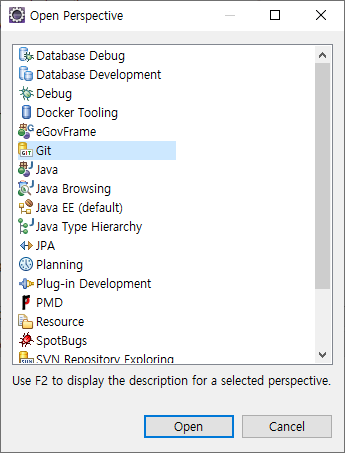 Open Perspective
Database Debug
Database Development
Debug
Docker Tooling
eGovFrame
GIT Git
Java
Java Browsing
Java EE (default)
Java Type Hierarchy
JPA
Planning
Plug-in Development
PMD
Resource
SpotBugs
SVN Repository Exploring
Use F2 to display the description for a selected perspective.
Open Cancel